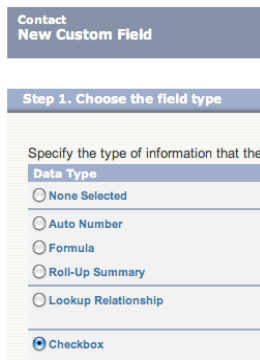 Contact
New Custom Field
Step 1. Choose the field type
Specify the type of information that the
Data Type
None Selected
Auto Number
Formula
Roll-Up Summary
Lookup Relationship
Checkbox